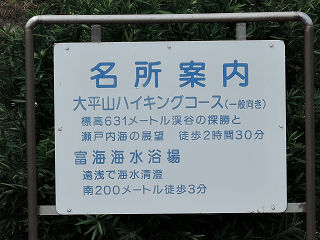 名所案内
大平山ハイキングコース(一般向き)
標高631メートル渓谷の探勝と
瀬戸内海の展望 徒歩2時間30分
富海海水浴場
遠浅で海水清澄
南200メートル徒歩3分